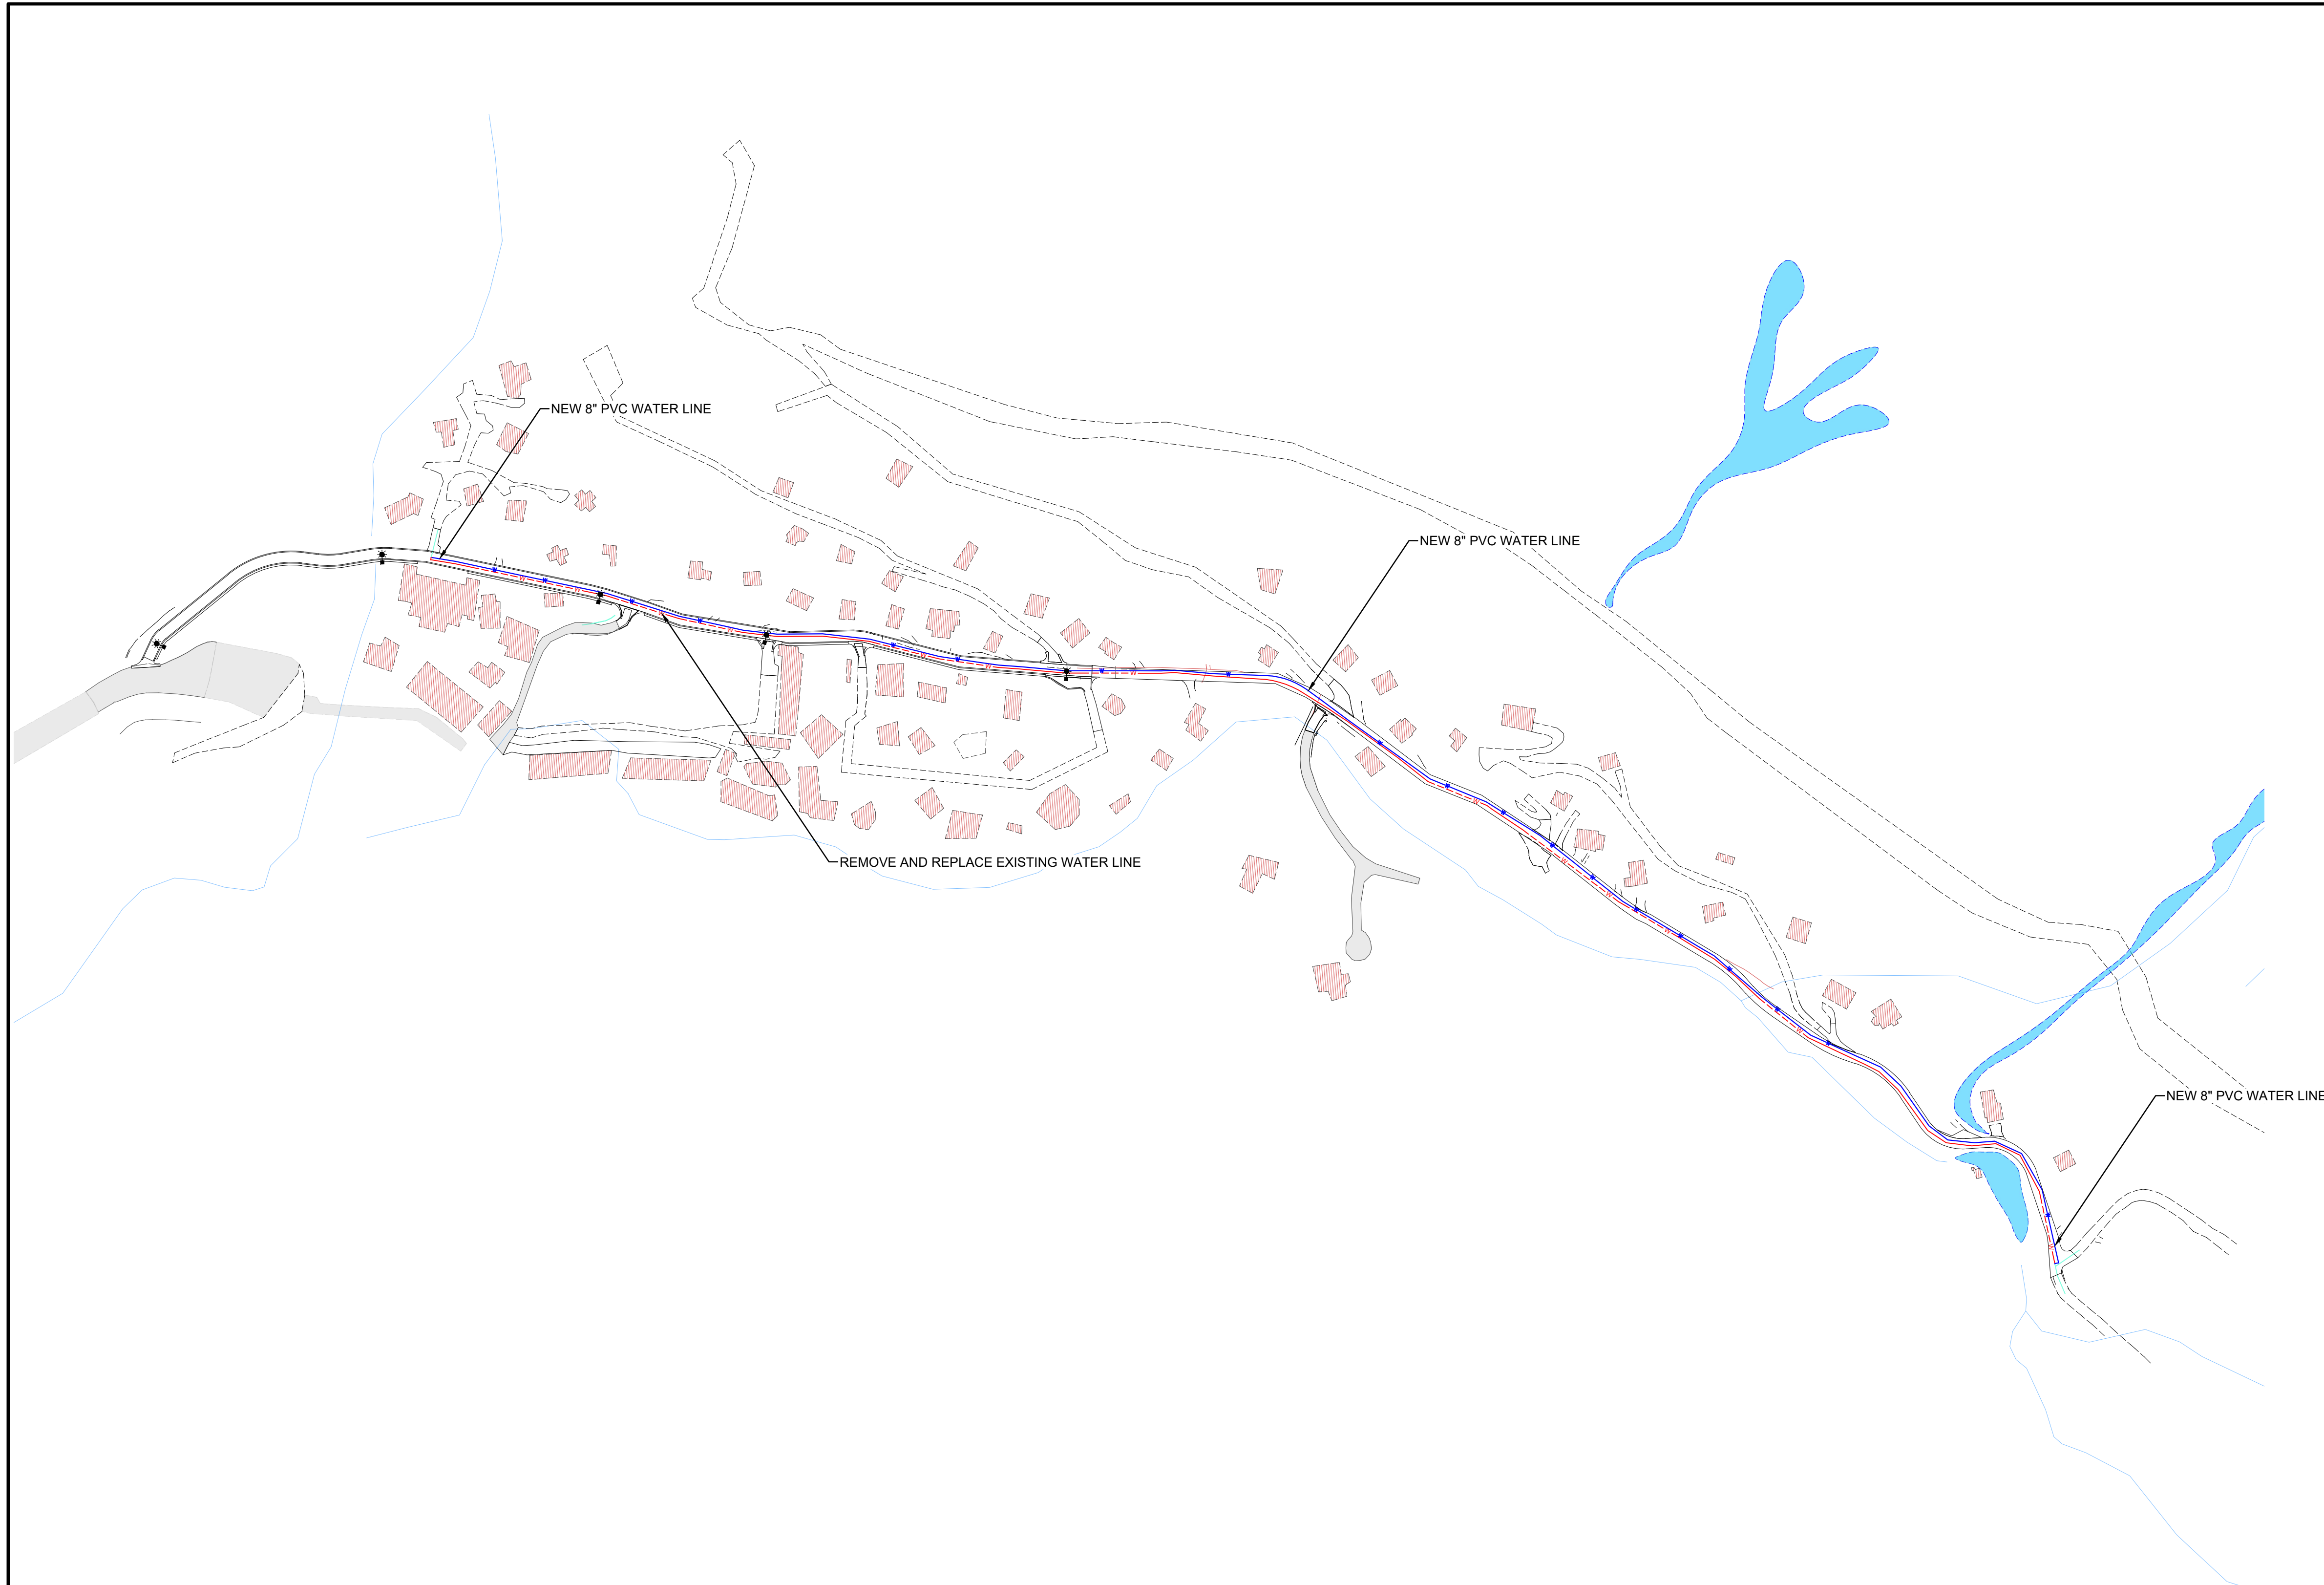 NEW 8" PVC WATER LINE
NEW 8" PVC WATER LINE
REMOVE AND REPLACE EXISTING WATER LINE
NEW 8" PVC WATER LINE